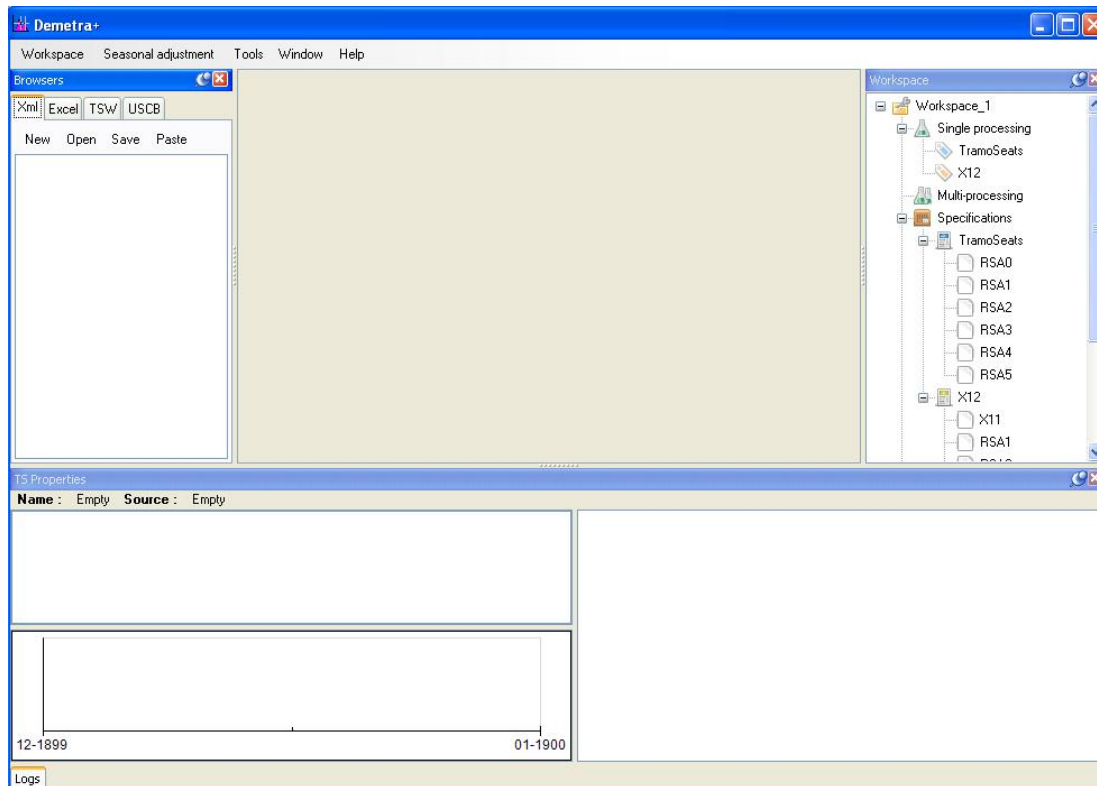 Demetra+
Workspace Seasonal adjustment Tools Window Help
Browsers
Xml Excel TSW USCB
New Open Save Paste
Workspace
Workspace_1
Single processing
TramoSeats
X12
Multi-processing
Specifications
TramoSeats
RSA0
RSA1
RSA2
RSA3
RSA4
RSA5
X12
X11
RSA1
TS Properties
Name : Empty Source : Empty
12-1899 01-1900
Logs